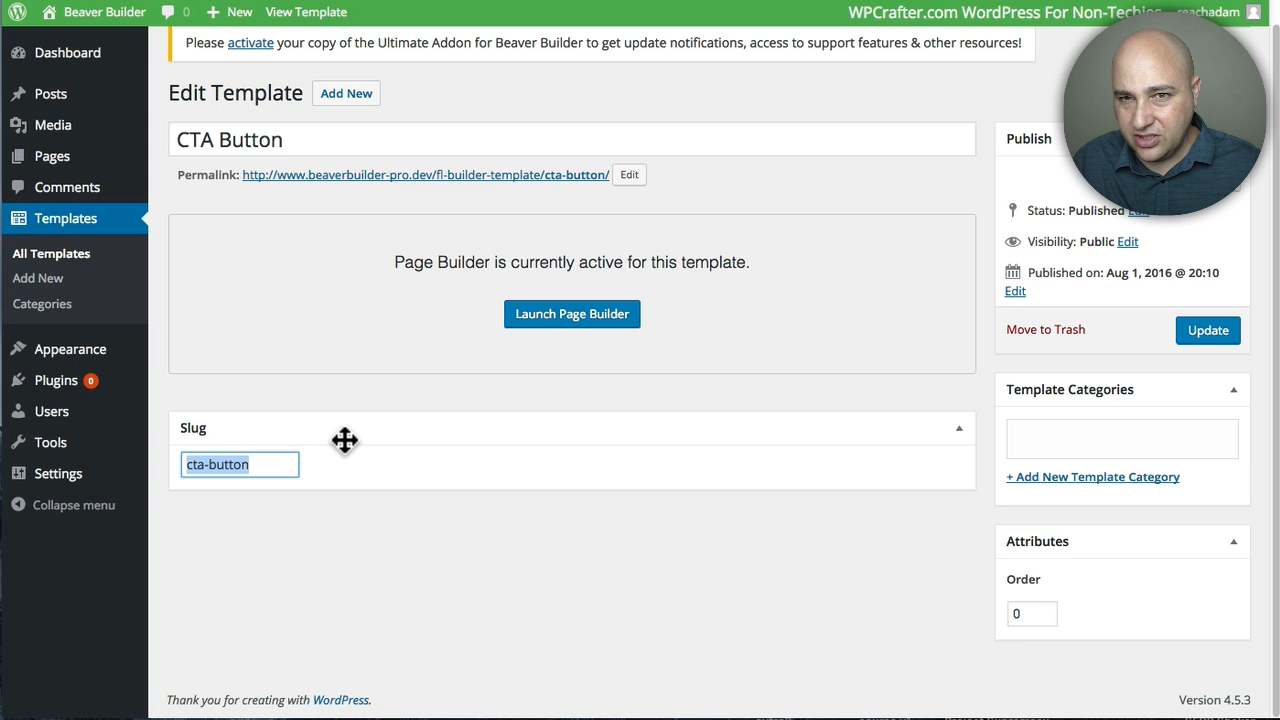 Beaver Builder 0 + New View Template WPCrafter.com WordPress For Non-Techies reachadam
Please activate your copy of the Ultimate Addon for Beaver Builder to get update notifications, access to support features & other resources!
Dashboard
Posts
Media
Pages
Comments
Templates
All Templates
Add New
Categories
Appearance
Plugins 0
Users
Tools
Settings
Collapse menu
Edit Template Add New
CTA Button
Permalink: http://www.beaverbuilder-pro.dev/fl-builder-template/cta-button/ Edit
Page Builder is currently active for this template.
Launch Page Builder
Slug
cta-button
Publish
Status: Published Edit
Visibility: Public Edit
Published on: Aug 1, 2016 @ 20:10
Edit
Move to Trash Update
Template Categories
+ Add New Template Category
Attributes
Order
0
Thank you for creating with WordPress.
Version 4.5.3